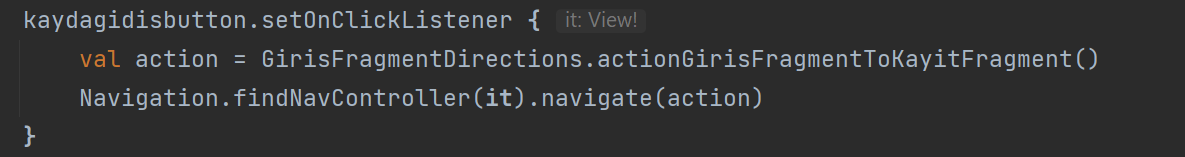 kaydagidisbutton.setOnClickListener { it: View!
val action = GirisFragmentDirections.actionGirisFragmentToKayitFragment()
Navigation.findNavController(it).navigate(action)
}